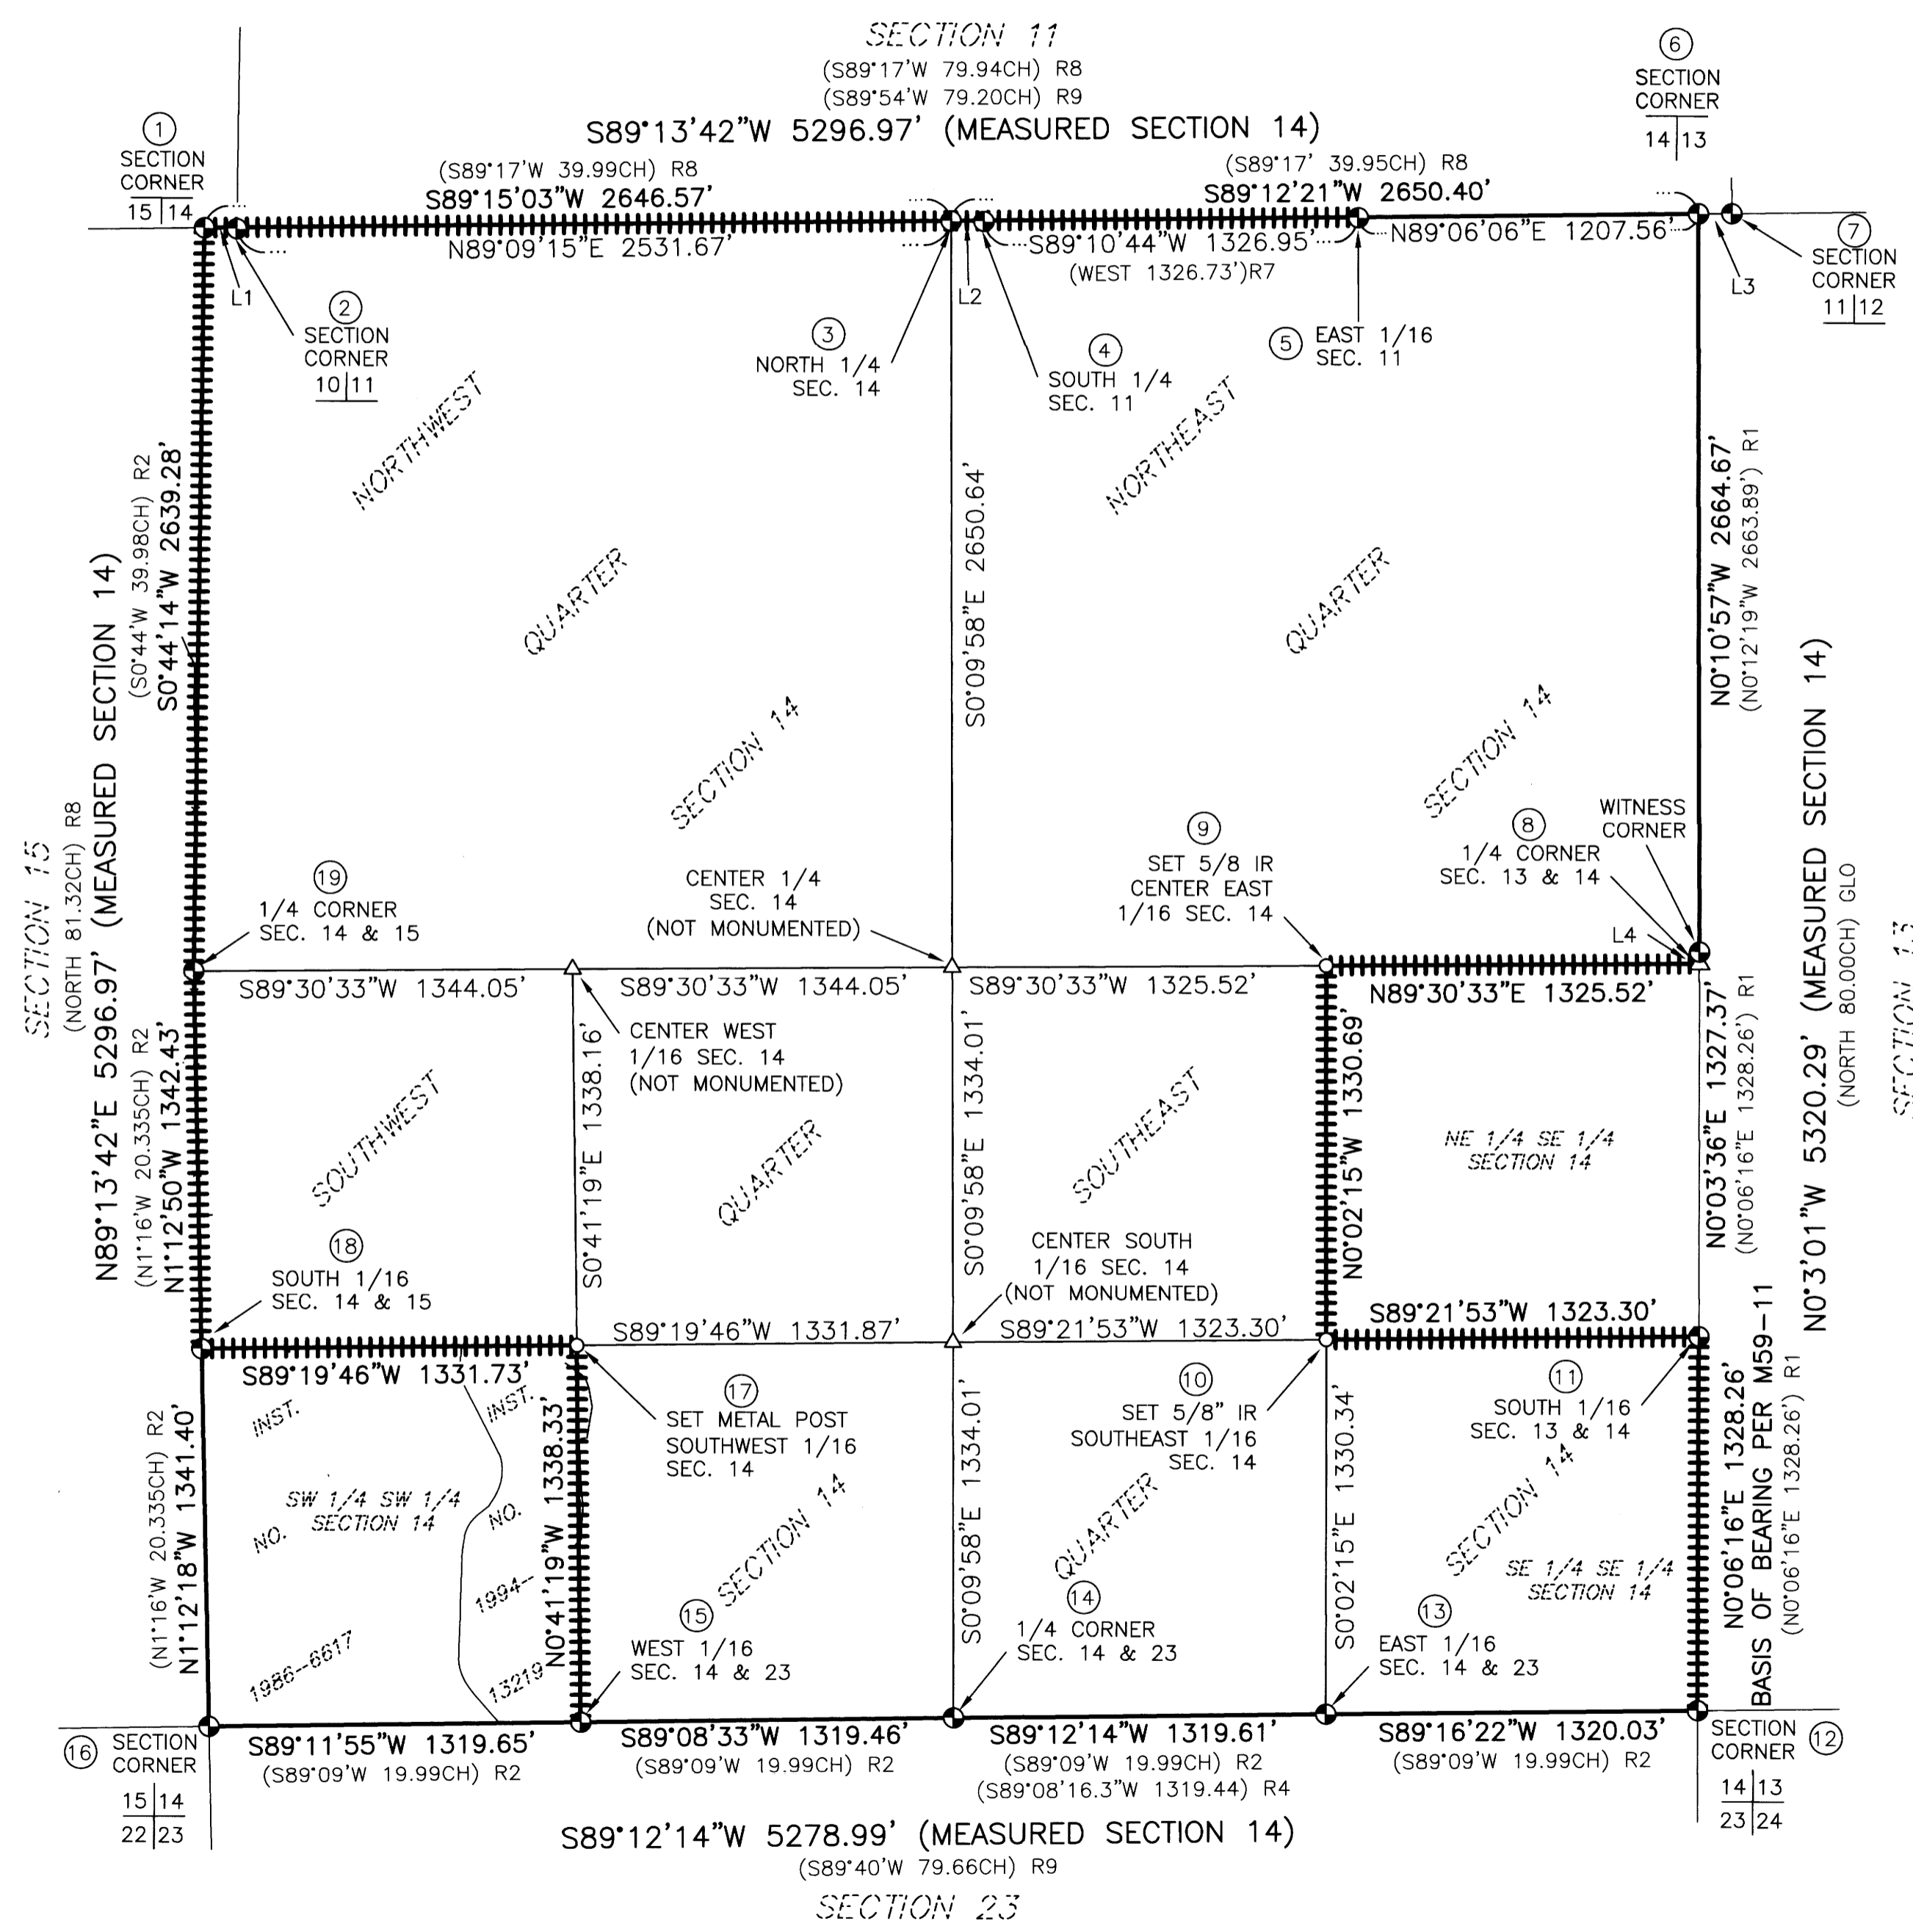 SECTION 11
(S89°17'W 79.94CH) R8
(S89°54'W 79.20CH) R9
S89°13'42"W 5296.97' (MEASURED SECTION 14)
1
SECTION
CORNER
15|14
(S89°17'W 39.99CH) R8
S89°15'03"W 2646.57'
(S89°17' 39.95CH) R8
S89°12'21"W 2650.40'
6
SECTION
CORNER
14|13
N89°09'15"E 2531.67'
S89°10'44"W 1326.95'
(WEST 1326.73')R7
N89°06'06"E 1207.56'
7
SECTION
CORNER
11|12
L1
L2
L3
2
SECTION
CORNER
10|11
3
NORTH 1/4
SEC. 14
4
SOUTH 1/4
SEC. 11
5
EAST 1/16
SEC. 11
NORTHWEST
QUARTER
SECTION 14
NORTHEAST
QUARTER
SECTION 14
SECTION 15
(NORTH 81.32CH) R8
N89°13'42"E 5296.97' (MEASURED SECTION 14)
(S0°44'W 39.98CH) R2
S0°44'14"W 2639.28'
S0°09'58"E 2650.64'
N0°10'57"W 2664.67'
(N0°12'19"W 2663.89') R1
N0°3'01"W 5320.29' (MEASURED SECTION 14)
(NORTH 80.00CH) GLO
SECTION 13
19
1/4 CORNER
SEC. 14 & 15
CENTER 1/4
SEC. 14
(NOT MONUMENTED)
9
SET 5/8 IR
CENTER EAST
1/16 SEC. 14
8
1/4 CORNER
SEC. 13 & 14
WITNESS
CORNER
L4
S89°30'33"W 1344.05'
S89°30'33"W 1344.05'
S89°30'33"W 1325.52'
N89°30'33"E 1325.52'
CENTER WEST
1/16 SEC. 14
(NOT MONUMENTED)
(N1°16'W 20.335CH) R2
N1°12'50"W 1342.43'
S0°41'19"E 1338.16'
S0°09'58"E 1334.01'
N0°02'15"W 1330.69'
N0°03'36"E 1327.37'
(N0°06'16"E 1328.26') R1
SOUTHWEST
QUARTER
SOUTHEAST
NE 1/4 SE 1/4
SECTION 14
18
SOUTH 1/16
SEC. 14 & 15
CENTER SOUTH
1/16 SEC. 14
(NOT MONUMENTED)
S89°19'46"W 1331.73'
S89°19'46"W 1331.87'
S89°21'53"W 1323.30'
S89°21'53"W 1323.30'
17
SET METAL POST
SOUTHWEST 1/16
SEC. 14
10
SET 5/8" IR
SOUTHEAST 1/16
SEC. 14
11
SOUTH 1/16
SEC. 13 & 14
(N1°16'W 20.335CH) R2
N1°12'18"W 1341.40'
INST.
NO.
1986-6617
SW 1/4 SW 1/4
SECTION 14
INST.
NO.
1994-
13219
N0°41'19"W 1338.33'
SECTION 14
S0°09'58"E 1334.01'
QUARTER
S0°02'15"E 1330.34'
SECTION 14
SE 1/4 SE 1/4
SECTION 14
N0°06'16"E 1328.26'
BASIS OF BEARING PER M59-11
(N0°06'16"E 1328.26') R1
15
WEST 1/16
SEC. 14 & 23
14
1/4 CORNER
SEC. 14 & 23
13
EAST 1/16
SEC. 14 & 23
16
SECTION
CORNER
15|14
22|23
S89°11'55"W 1319.65'
(S89°09'W 19.99CH) R2
S89°08'33"W 1319.46'
(S89°09'W 19.99CH) R2
S89°12'14"W 1319.61'
(S89°09'W 19.99CH) R2
(S89°08'16.3"W 1319.44) R4
S89°16'22"W 1320.03'
(S89°09'W 19.99CH) R2
SECTION
CORNER
12
14|13
23|24
S89°12'14"W 5278.99' (MEASURED SECTION 14)
(S89°40'W 79.66CH) R9
SECTION 23